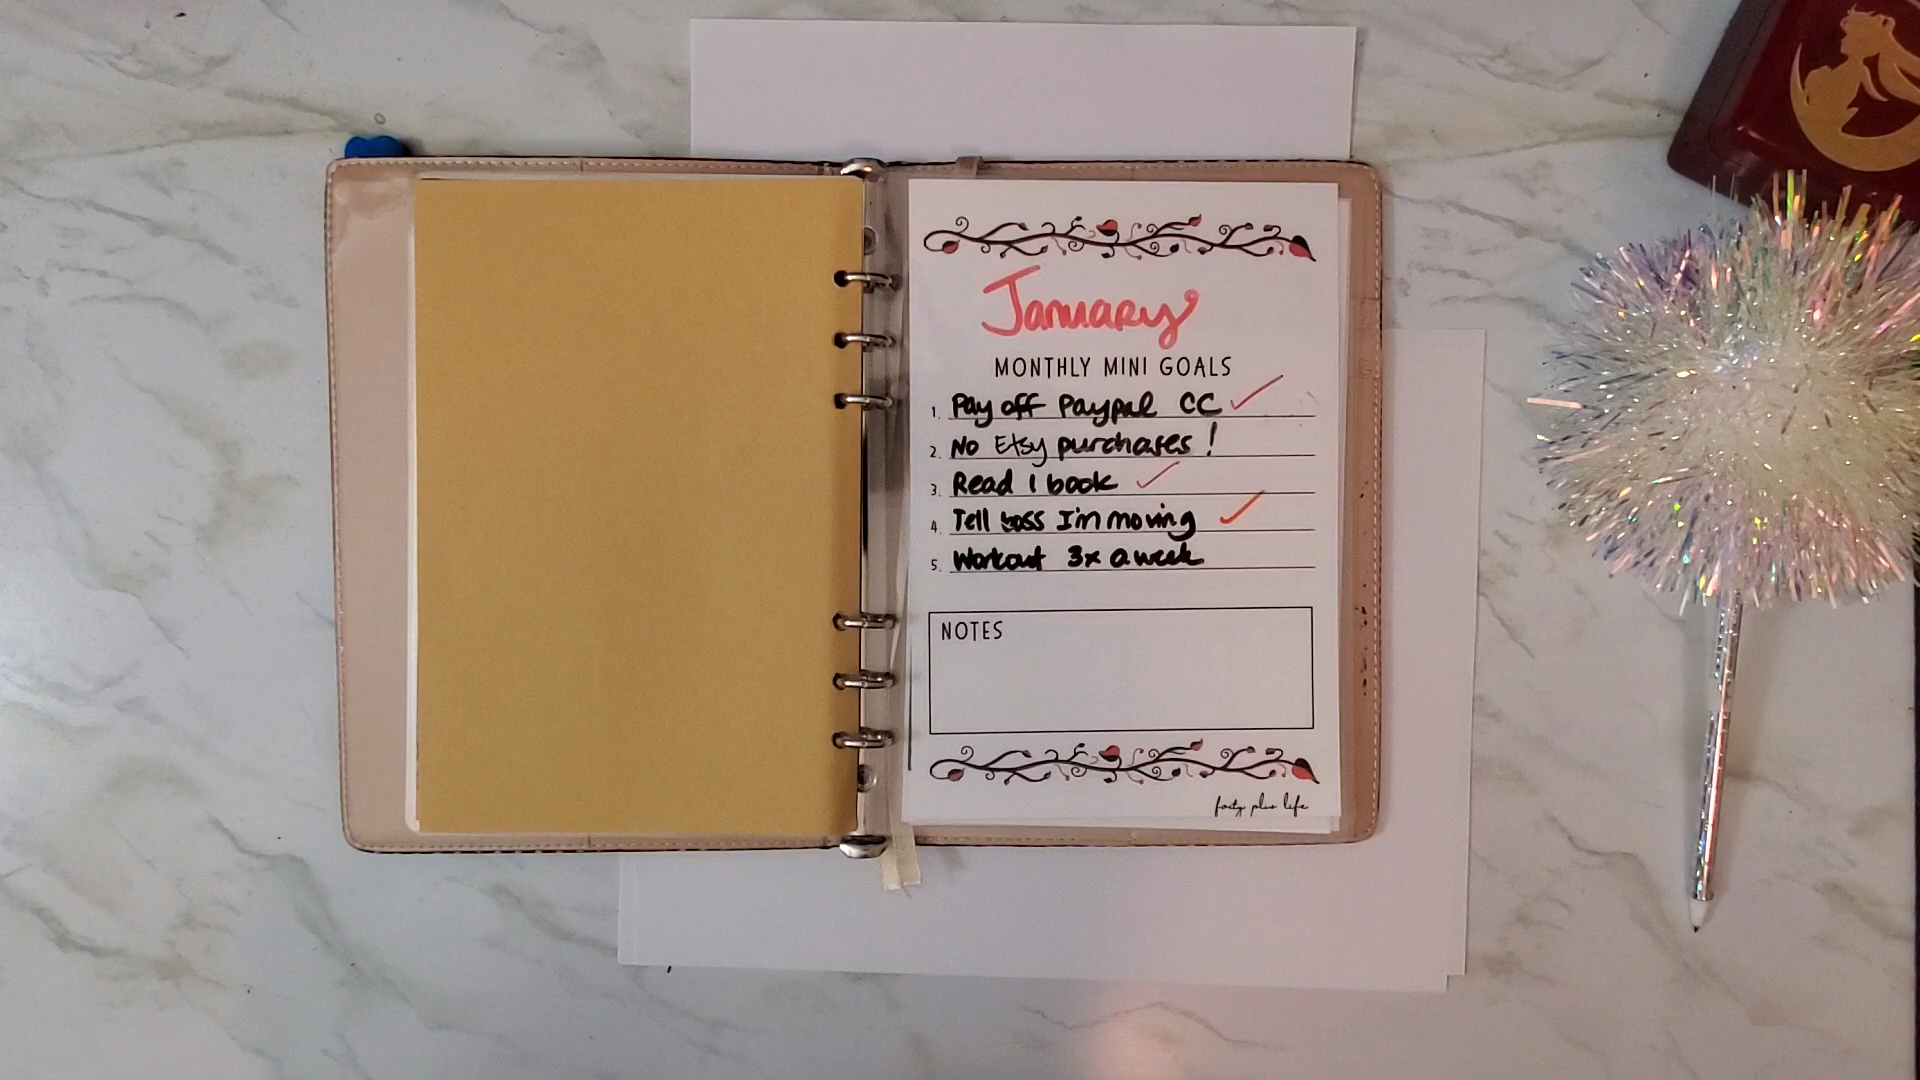 January
MONTHLY MINI GOALS
1. Pay off Paypal CC ✓
2. No Etsy purchases!
3. Read 1 book ✓
4. Tell boss I'm moving ✓
5. Workout 3x a week
NOTES
forty plus life